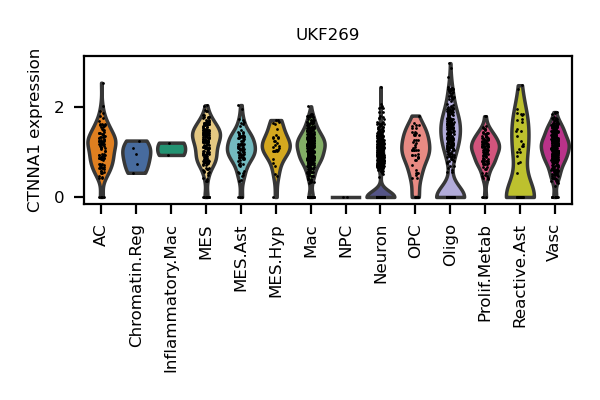 UKF269
CTNNA1 expression
2
0
AC
Chromatin.Reg
Inflammatory.Mac
MES
MES.Ast
MES.Hyp
Mac
NPC
Neuron
OPC
Oligo
Prolif.Metab
Reactive.Ast
Vasc